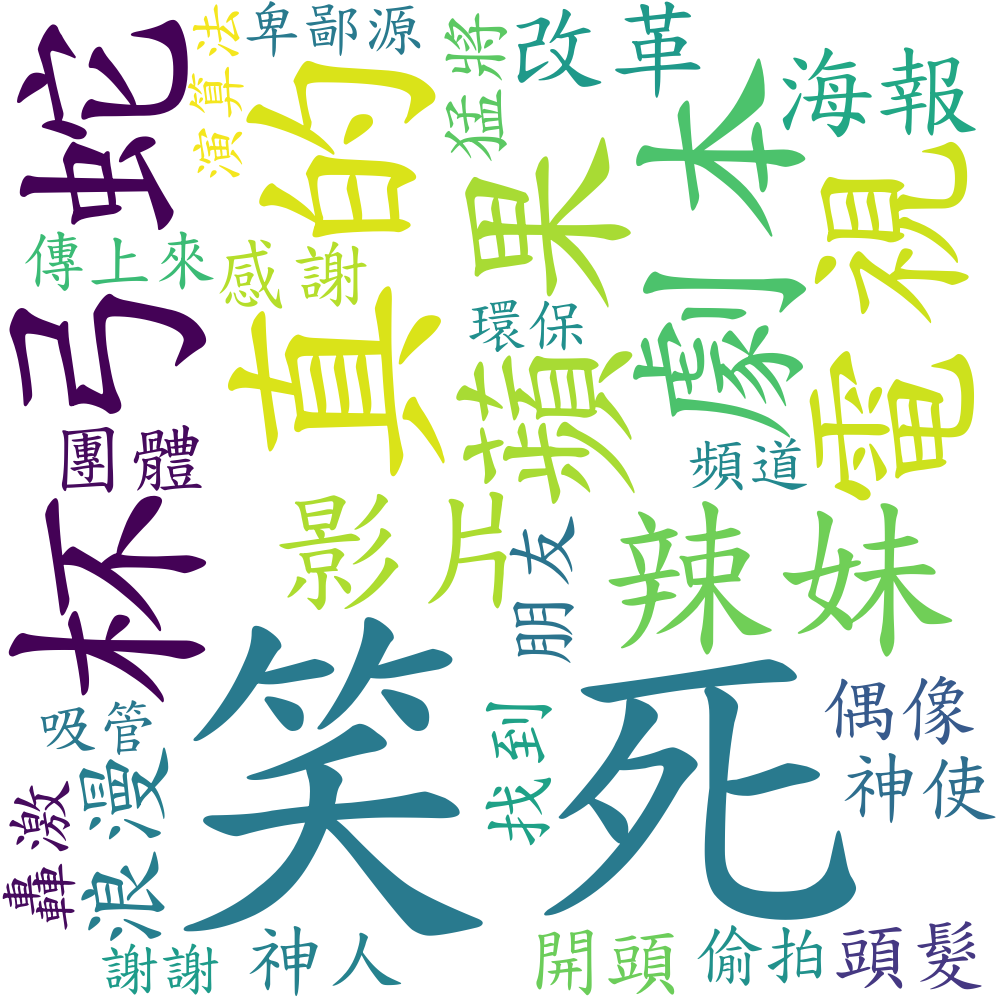 蛇
弓
杯
演算法
卑鄙源
真的
猛將
改革
海報
蘋果
劇本
電視
傳上來
感謝
環保
團體
頻道
影
朋友
辣妹
笑死
吸管
浪漫
轟激
找到
偶像
神使
謝謝
神人
開頭
偷拍
頭髮